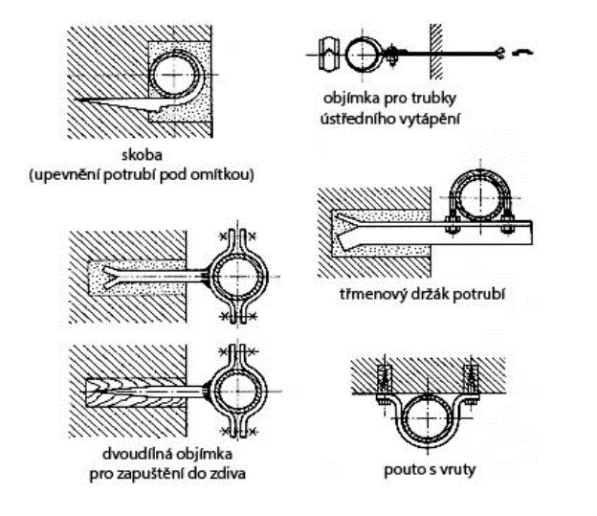 skoba
(upevnění potrubí pod omítkou)
objímka pro trubky
ústředního vytápění
třmenový držák potrubí
dvoudílná objímka
pro zapuštění do zdiva
pouto s vruty